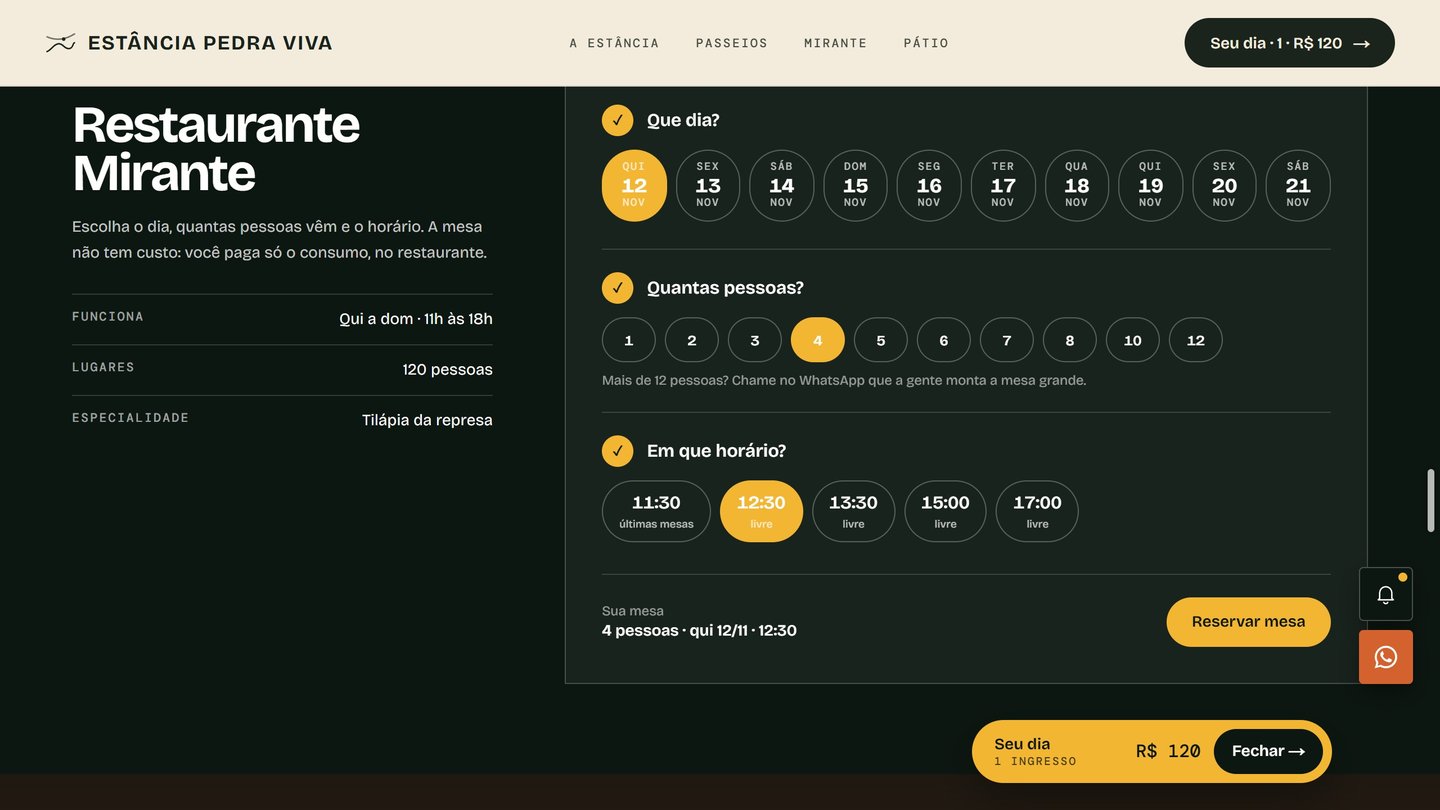 ESTÂNCIA PEDRA VIVA
A ESTÂNCIA PASSEIOS MIRANTE PÁTIO
Seu dia · 1 · R$ 120 →
Restaurante
Mirante
Escolha o dia, quantas pessoas vêm e o horário. A mesa
não tem custo: você paga só o consumo, no restaurante.
FUNCIONA Qui a dom · 11h às 18h
LUGARES 120 pessoas
ESPECIALIDADE Tilápia da represa
✓ Que dia?
QUI SEX SÁB DOM SEG TER QUA QUI SEX SÁB
12 13 14 15 16 17 18 19 20 21
NOV NOV NOV NOV NOV NOV NOV NOV NOV NOV
✓ Quantas pessoas?
1 2 3 4 5 6 7 8 10 12
Mais de 12 pessoas? Chame no WhatsApp que a gente monta a mesa grande.
✓ Em que horário?
11:30 12:30 13:30 15:00 17:00
últimas mesas livre livre livre livre
Sua mesa
4 pessoas · qui 12/11 · 12:30
Reservar mesa
Seu dia
1 INGRESSO
R$ 120
Fechar →